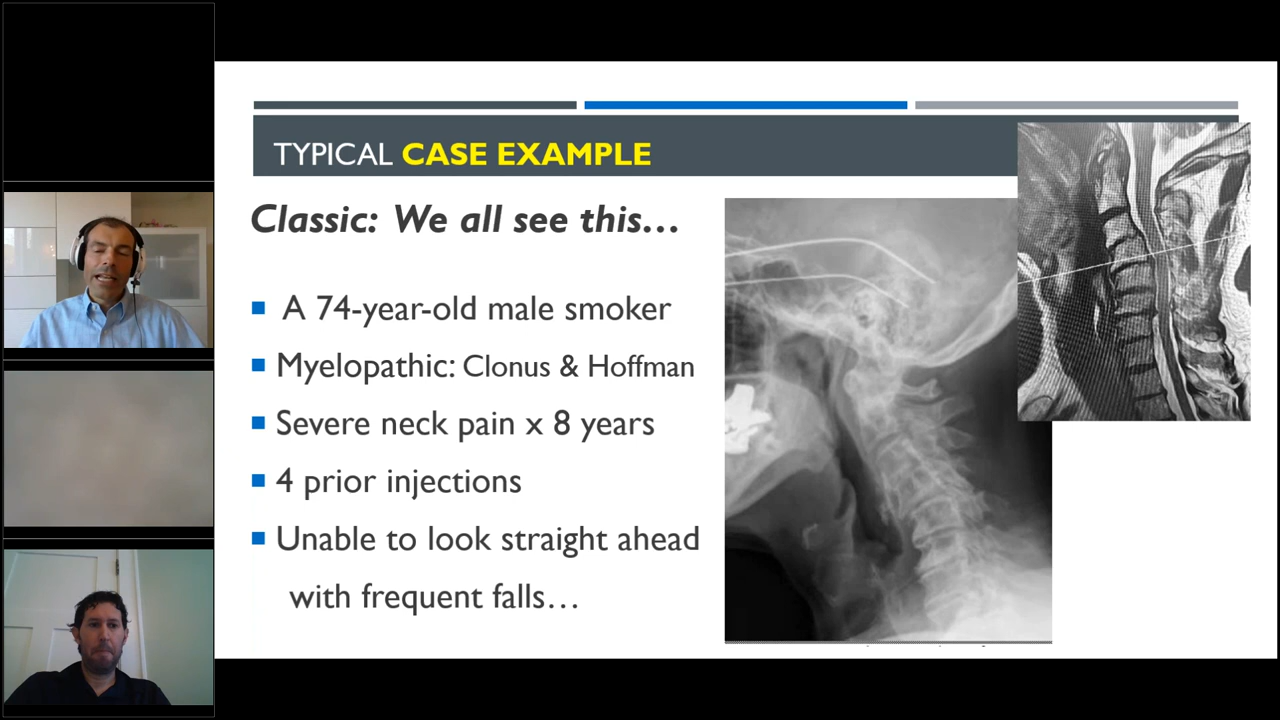 TYPICAL CASE EXAMPLE
Classic: We all see this…
A 74-year-old male smoker
Myelopathic: Clonus & Hoffman
Severe neck pain x 8 years
4 prior injections
Unable to look straight ahead
with frequent falls…